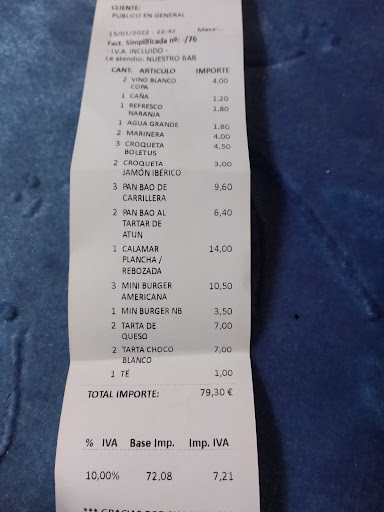 CLIENTE:
PUBLICO EN GENERAL
...
15/01/2022 - 22:42 Mesa:...
Fact. Simplificada nº: -/76
- I.V.A. INCLUIDO -
Le atendio: NUESTRO BAR
CANT. ARTICULO IMPORTE
2 VINO BLANCO COPA 4,00
1 CAÑA 1,20
1 REFRESCO NARANJA 1,80
1 AGUA GRANDE 1,80
2 MARINERA 4,00
3 CROQUETA BOLETUS 4,50
2 CROQUETA JAMÓN IBÉRICO 3,00
3 PAN BAO DE CARRILLERA 9,60
2 PAN BAO AL TARTAR DE ATUN 6,40
1 CALAMAR PLANCHA / REBOZADA 14,00
3 MINI BURGER AMERICANA 10,50
1 MIN BURGER NB 3,50
2 TARTA DE QUESO 7,00
2 TARTA CHOCO BLANCO 7,00
1 TÉ 1,00
TOTAL IMPORTE: 79,30 €
% IVA Base Imp. Imp. IVA
10,00% 72,08 7,21